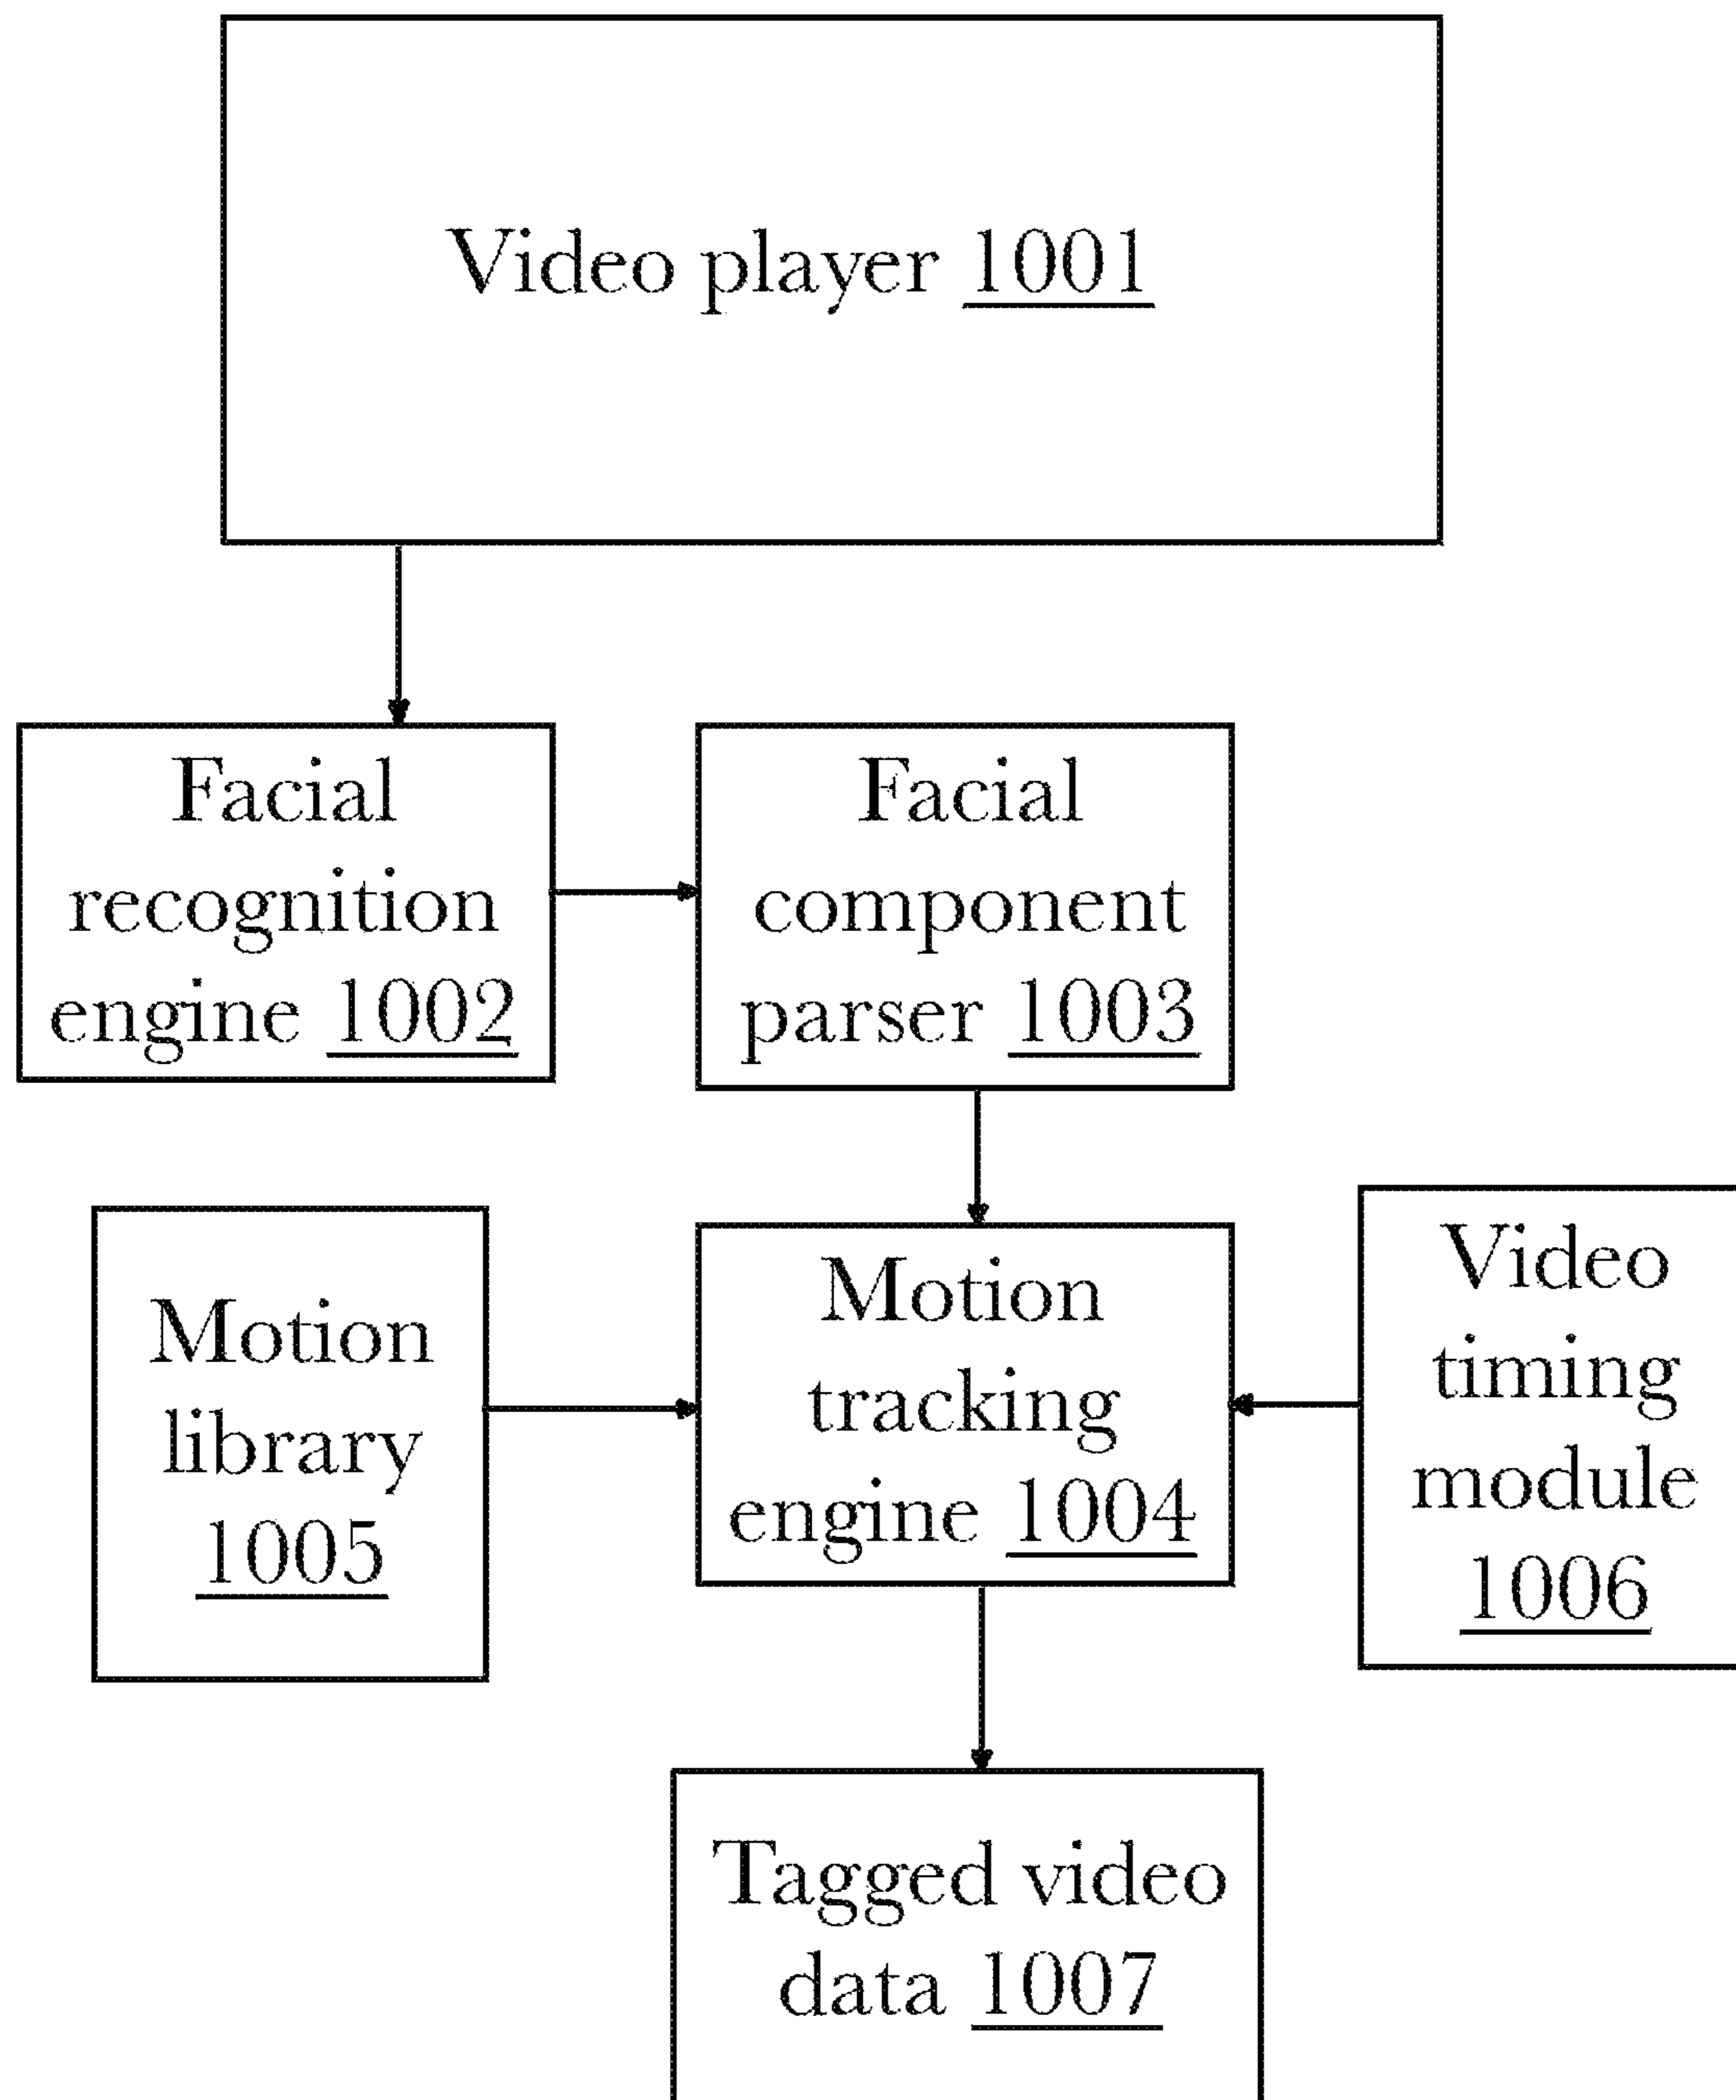 Video player 1001
Facial
recognition
engine 1002
Facial
component
parser 1003
Motion
library
1005
Motion
tracking
engine 1004
Video
timing
module
1006
Tagged video
data 1007